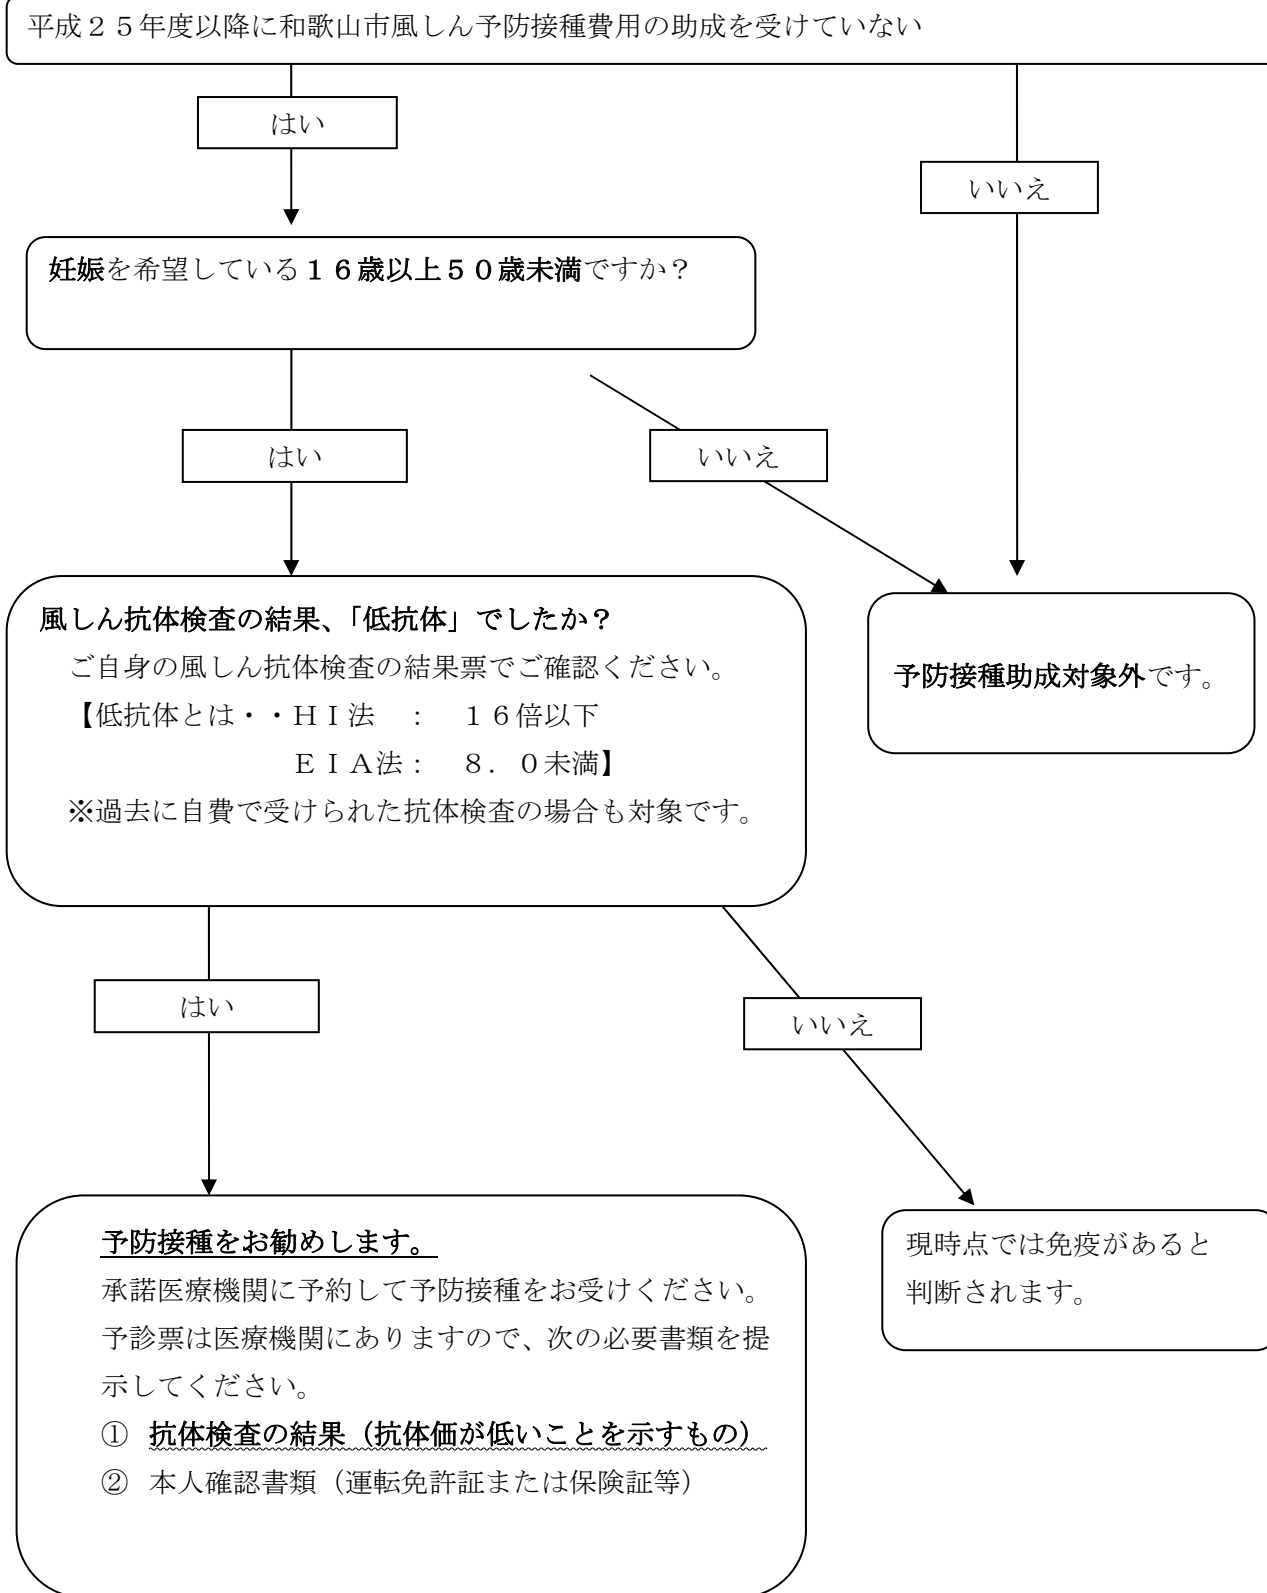 平成２５年度以降に和歌山市風しん予防接種費用の助成を受けていない
はい
いいえ
妊娠を希望している１６歳以上５０歳未満ですか？
はい
いいえ
風しん抗体検査の結果、「低抗体」でしたか？
ご自身の風しん抗体検査の結果票でご確認ください。
【低抗体とは・・ＨＩ法　：　１６倍以下
ＥＩＡ法：　８．０未満】
※過去に自費で受けられた抗体検査の場合も対象です。
予防接種助成対象外です。
はい
いいえ
予防接種をお勧めします。
承諾医療機関に予約して予防接種をお受けください。
予診票は医療機関にありますので、次の必要書類を提
示してください。
①　抗体検査の結果（抗体価が低いことを示すもの）
②　本人確認書類（運転免許証または保険証等）
現時点では免疫があると
判断されます。